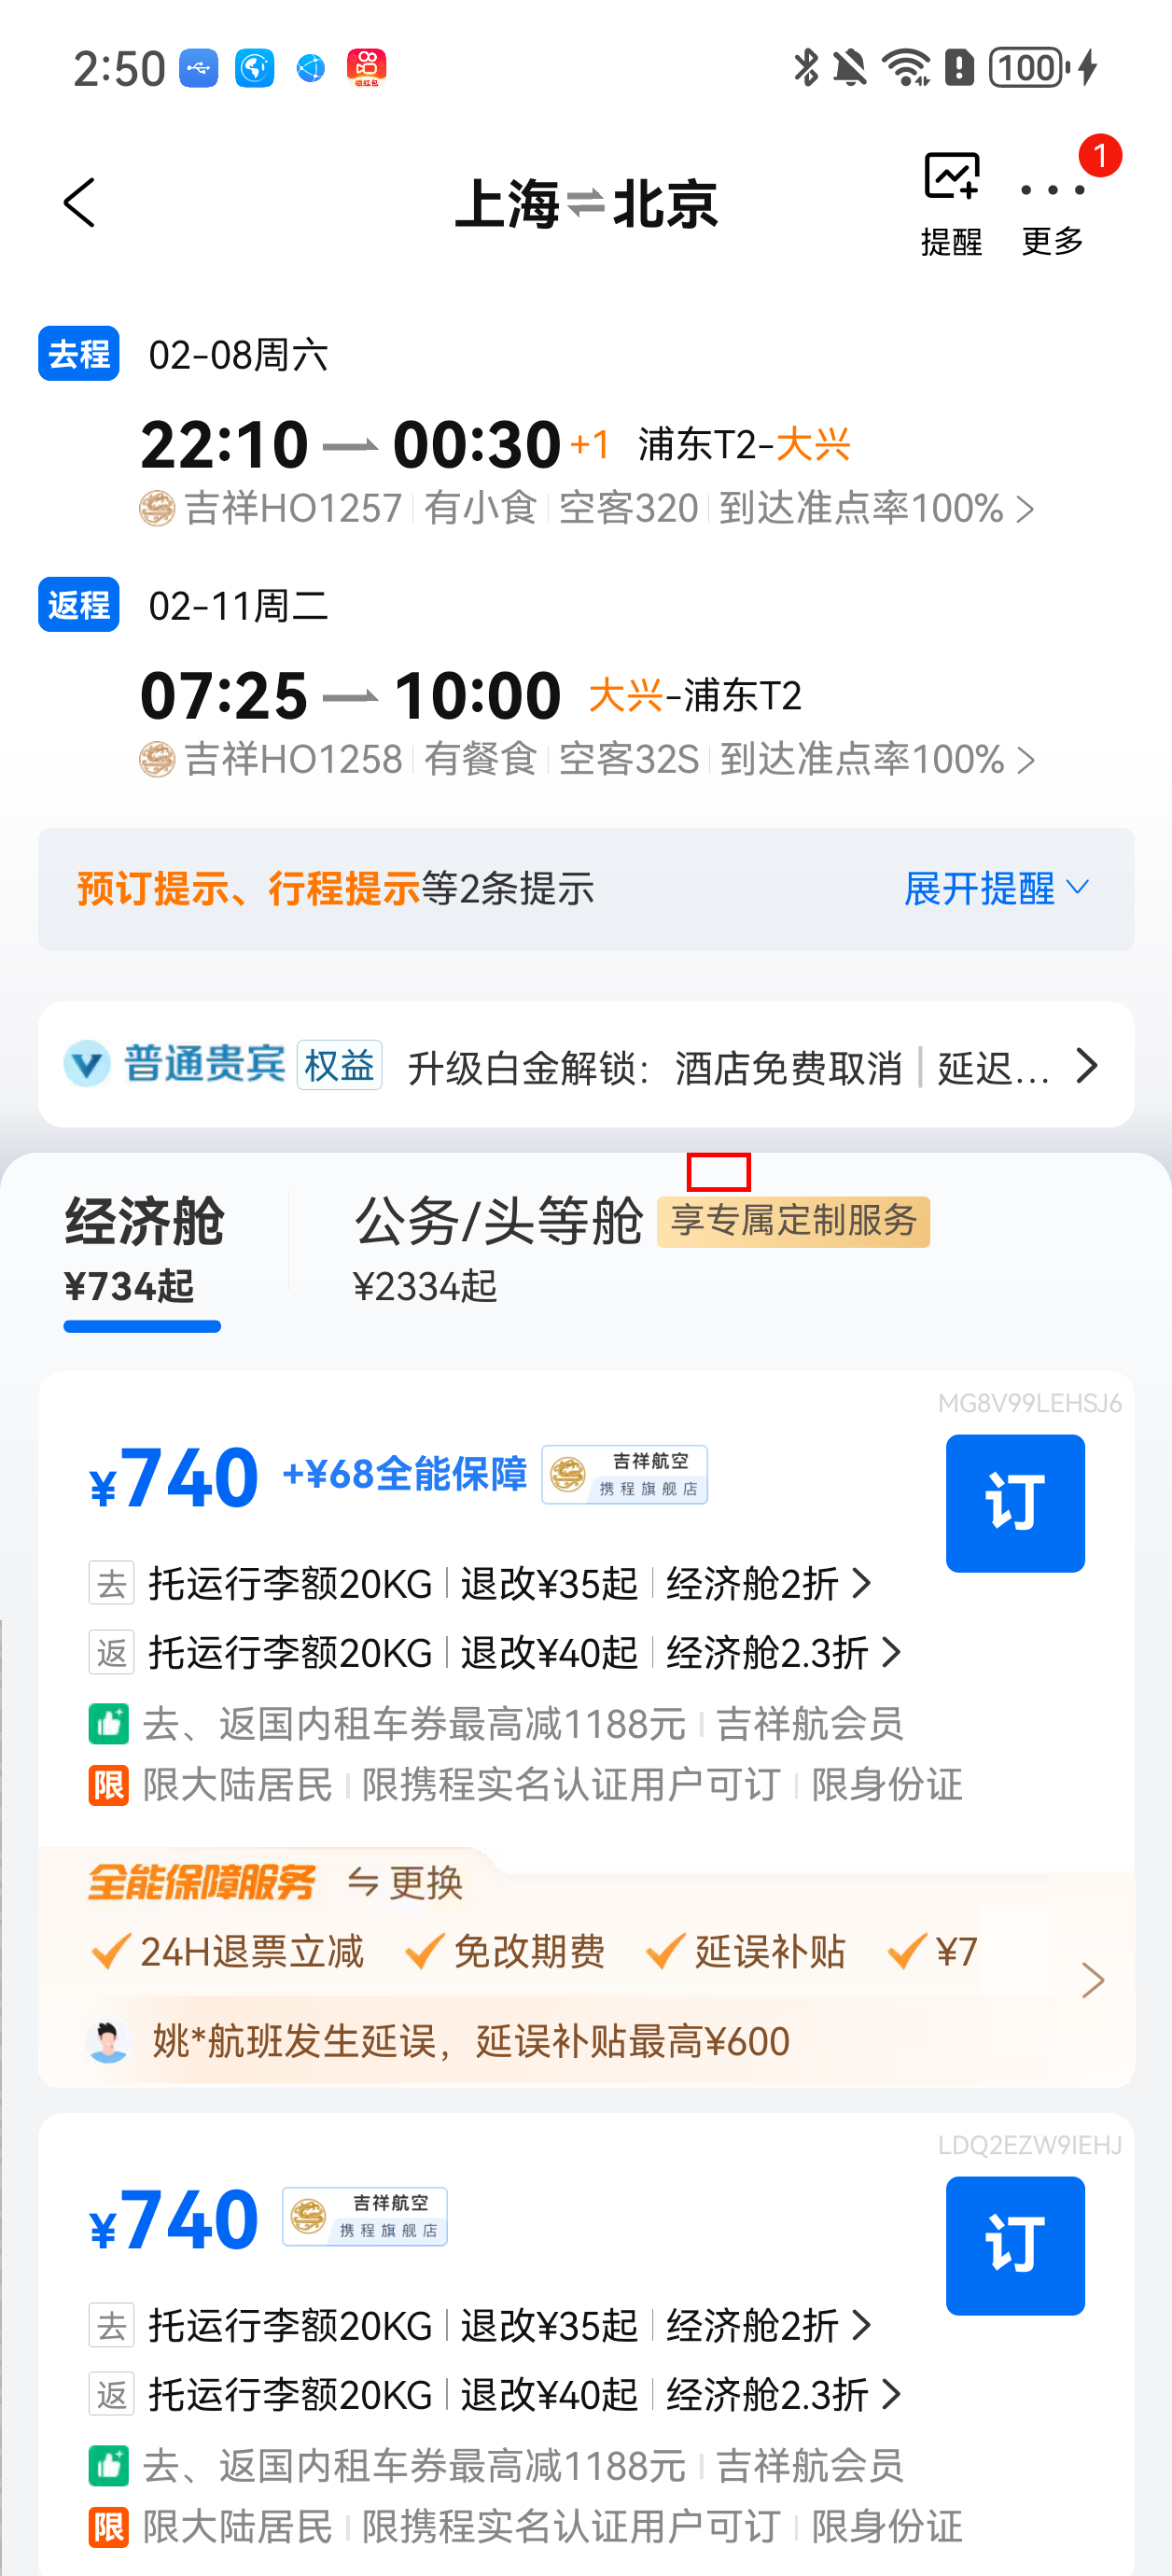 2:50
100
上海⇌北京
1
提醒 更多
去程 02-08周六
22:10 00:30 +1 浦东T2-大兴
吉祥HO1257 有小食 空客320 到达准点率100%
返程 02-11周二
07:25 10:00 大兴-浦东T2
吉祥HO1258 有餐食 空客32S 到达准点率100%
预订提示、行程提示等2条提示 展开提醒
普通贵宾 权益 升级白金解锁：酒店免费取消 | 延迟...
经济舱 公务/头等舱 享专属定制服务
¥734起 ¥2334起
MG8V99LEHSJ6
¥740 +¥68全能保障 吉祥航空 携程旗舰店 订
去 托运行李额20KG | 退改¥35起 | 经济舱2折
返 托运行李额20KG | 退改¥40起 | 经济舱2.3折
去、返国内租车券最高减1188元 | 吉祥航会员
限 限大陆居民 | 限携程实名认证用户可订 | 限身份证
全能保障服务 更换
24H退票立减 免改期费 延误补贴 ¥7
姚*航班发生延误，延误补贴最高¥600
LDQ2EZW9IEHJ
¥740 吉祥航空 携程旗舰店 订
去 托运行李额20KG | 退改¥35起 | 经济舱2折
返 托运行李额20KG | 退改¥40起 | 经济舱2.3折
去、返国内租车券最高减1188元 | 吉祥航会员
限 限大陆居民 | 限携程实名认证用户可订 | 限身份证